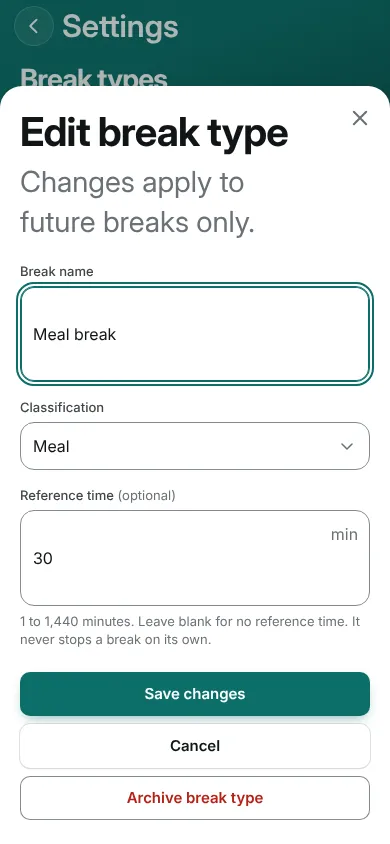 Settings
Break types
Edit break type
Changes apply to
future breaks only.
Break name
Meal break
Classification
Meal
Reference time (optional)
min
30
1 to 1,440 minutes. Leave blank for no reference time. It
never stops a break on its own.
Save changes
Cancel
Archive break type